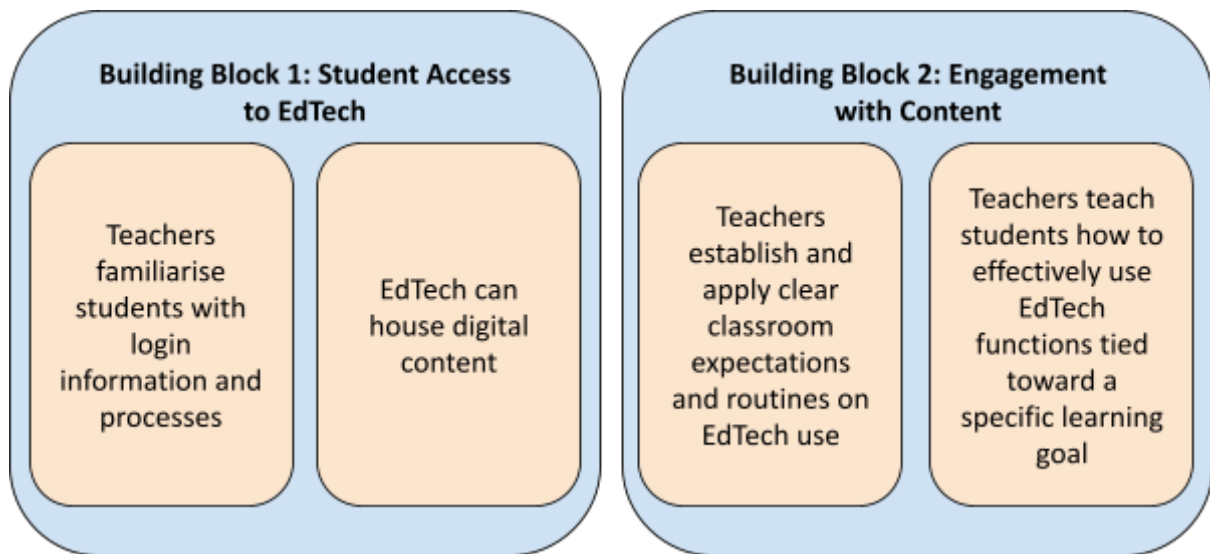 Building Block 1: Student Access
to EdTech
Teachers
familiarise
students with
login
information and
processes
EdTech can
house digital
content
Building Block 2: Engagement
with Content
Teachers
establish and
apply clear
classroom
expectations
and routines on
EdTech use
Teachers teach
students how to
effectively use
EdTech
functions tied
toward a
specific learning
goal